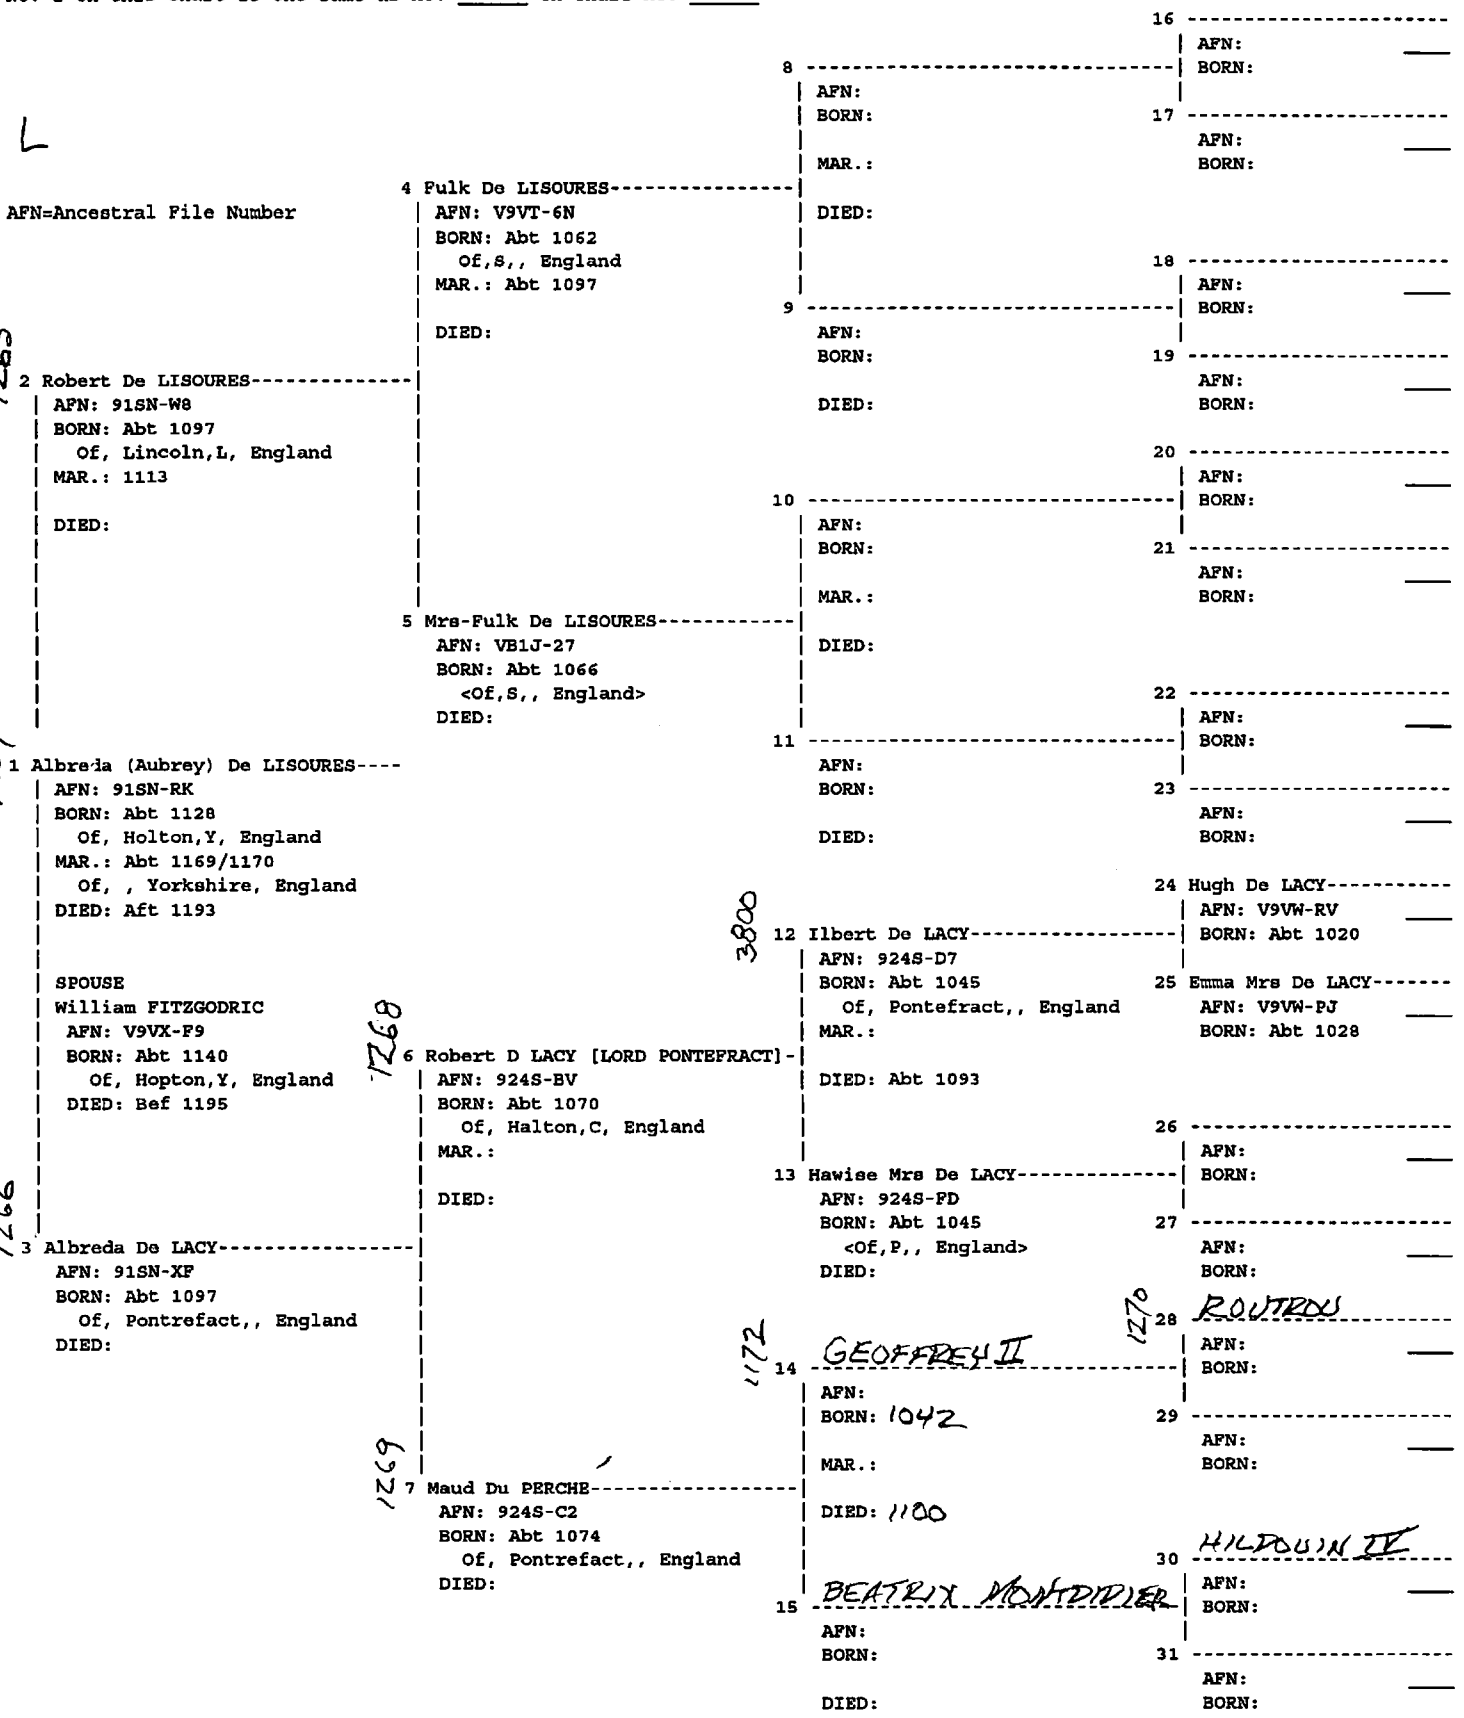 16
AFN:
BORN:
8
AFN:
BORN:
MAR.:
DIED:
17
AFN:
BORN:
L
AFN=Ancestral File Number
4 Fulk De LISOURES
AFN: V9VT-6N
BORN: Abt 1062
Of,S,, England
MAR.: Abt 1097
DIED:
18
AFN:
BORN:
9
AFN:
BORN:
DIED:
19
AFN:
BORN:
2 Robert De LISOURES
AFN: 91SN-W8
BORN: Abt 1097
Of, Lincoln,L, England
MAR.: 1113
DIED:
20
AFN:
BORN:
10
AFN:
BORN:
MAR.:
DIED:
21
AFN:
BORN:
5 Mrs-Fulk De LISOURES
AFN: VB1J-27
BORN: Abt 1066
<Of,S,, England>
DIED:
22
AFN:
BORN:
11
AFN:
BORN:
DIED:
23
AFN:
BORN:
1 Albreda (Aubrey) De LISOURES
AFN: 91SN-RK
BORN: Abt 1128
Of, Holton,Y, England
MAR.: Abt 1169/1170
Of, , Yorkshire, England
DIED: Aft 1193
SPOUSE
William FITZGODRIC
AFN: V9VX-F9
BORN: Abt 1140
Of, Hopton,Y, England
DIED: Bef 1195
24 Hugh De LACY
AFN: V9VW-RV
BORN: Abt 1020
3800
12 Ilbert De LACY
AFN: 924S-D7
BORN: Abt 1045
Of, Pontefract,, England
MAR.:
DIED: Abt 1093
25 Emma Mrs De LACY
AFN: V9VW-PJ
BORN: Abt 1028
1268
6 Robert D LACY [LORD PONTEFRACT]
AFN: 924S-BV
BORN: Abt 1070
Of, Halton,C, England
MAR.:
DIED:
26
AFN:
BORN:
13 Hawise Mrs De LACY
AFN: 924S-FD
BORN: Abt 1045
<Of,P,, England>
DIED:
27
AFN:
BORN:
1266
3 Albreda De LACY
AFN: 91SN-XF
BORN: Abt 1097
Of, Pontrefact,, England
DIED:
1270
28 ROUTROU
AFN:
BORN:
1172
14 GEOFFREY II
AFN:
BORN: 1042
MAR.:
DIED: 1100
29
AFN:
BORN:
1269
7 Maud Du PERCHE
AFN: 924S-C2
BORN: Abt 1074
Of, Pontrefact,, England
DIED:
30 HILDOUIN IV
AFN:
BORN:
15 BEATRIX MONTDIDIER
AFN:
BORN:
DIED:
31
AFN:
BORN: